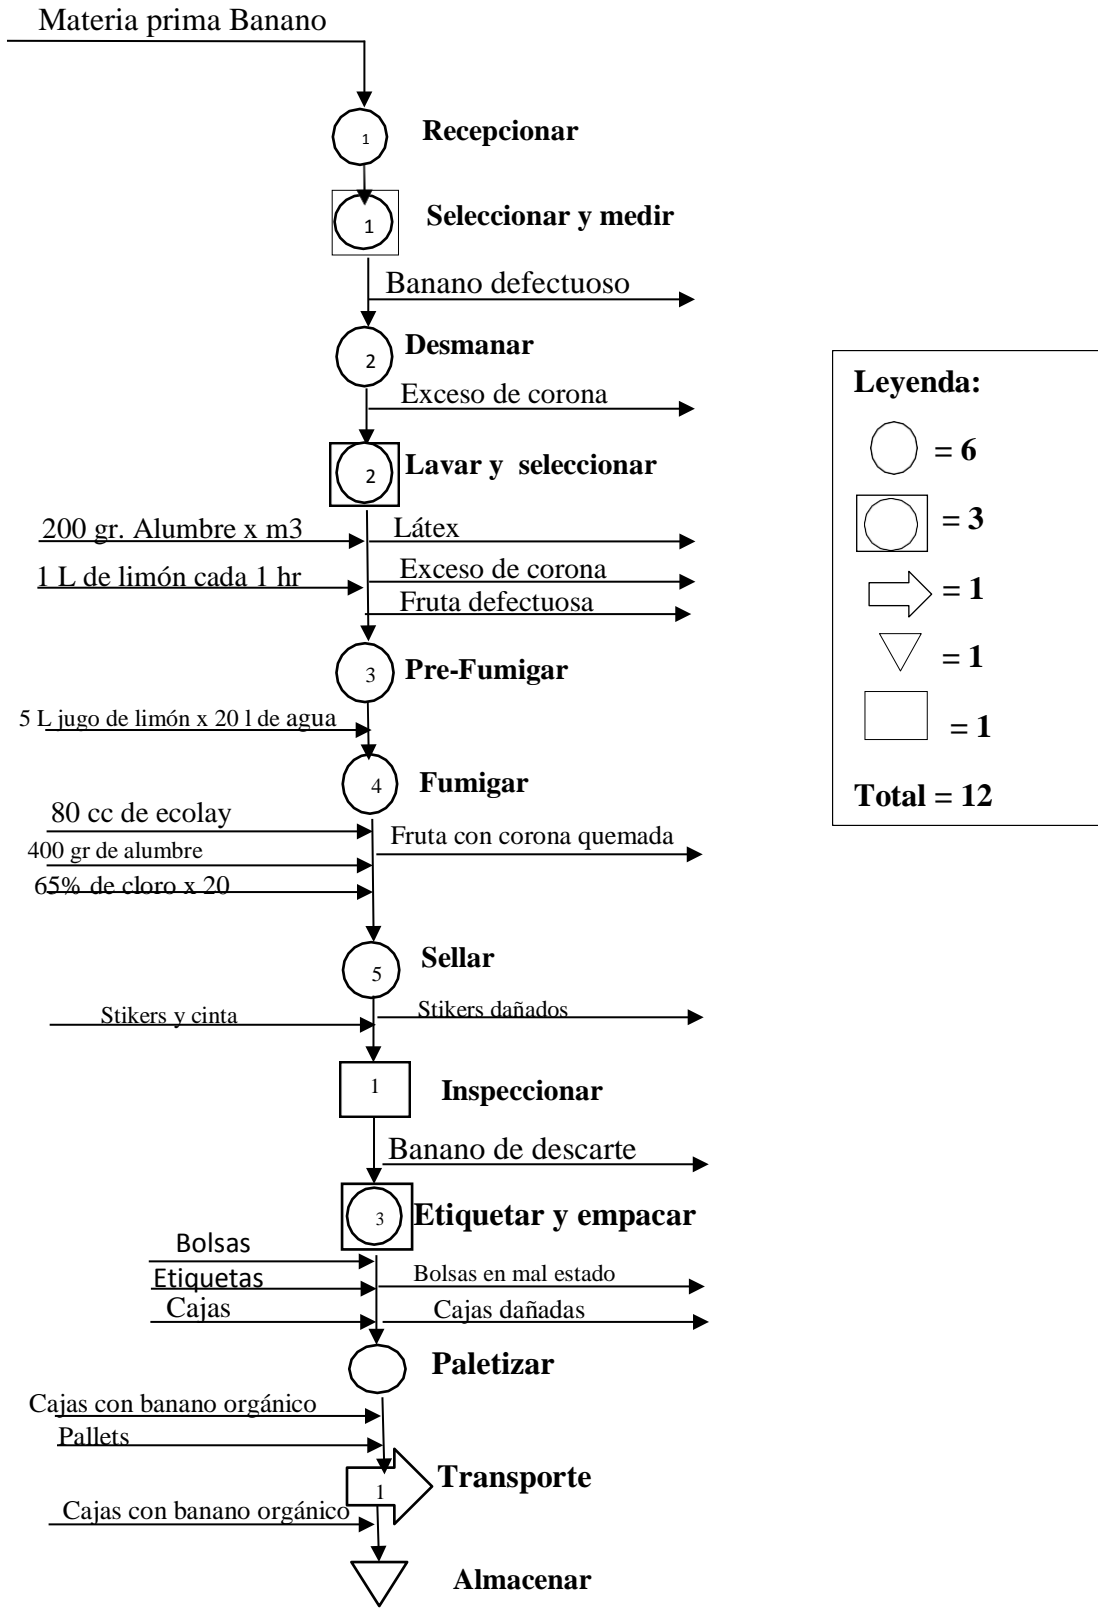 Materia prima Banano
1
Recepcionar
1
Seleccionar y medir
Banano defectuoso
2
Desmanar
Exceso de corona
2
Lavar y seleccionar
200 gr. Alumbre x m3
Látex
1 L de limón cada 1 hr
Exceso de corona
Fruta defectuosa
3
Pre-Fumigar
5 L jugo de limón x 20 l de agua
4
Fumigar
80 cc de ecolay
Fruta con corona quemada
400 gr de alumbre
65% de cloro x 20
5
Sellar
Stikers y cinta
Stikers dañados
1
Inspeccionar
Banano de descarte
3
Etiquetar y empacar
Bolsas
Etiquetas
Bolsas en mal estado
Cajas
Cajas dañadas
Paletizar
Cajas con banano orgánico
Pallets
1
Transporte
Cajas con banano orgánico
Almacenar
Leyenda:
= 6
= 3
= 1
= 1
= 1
Total = 12